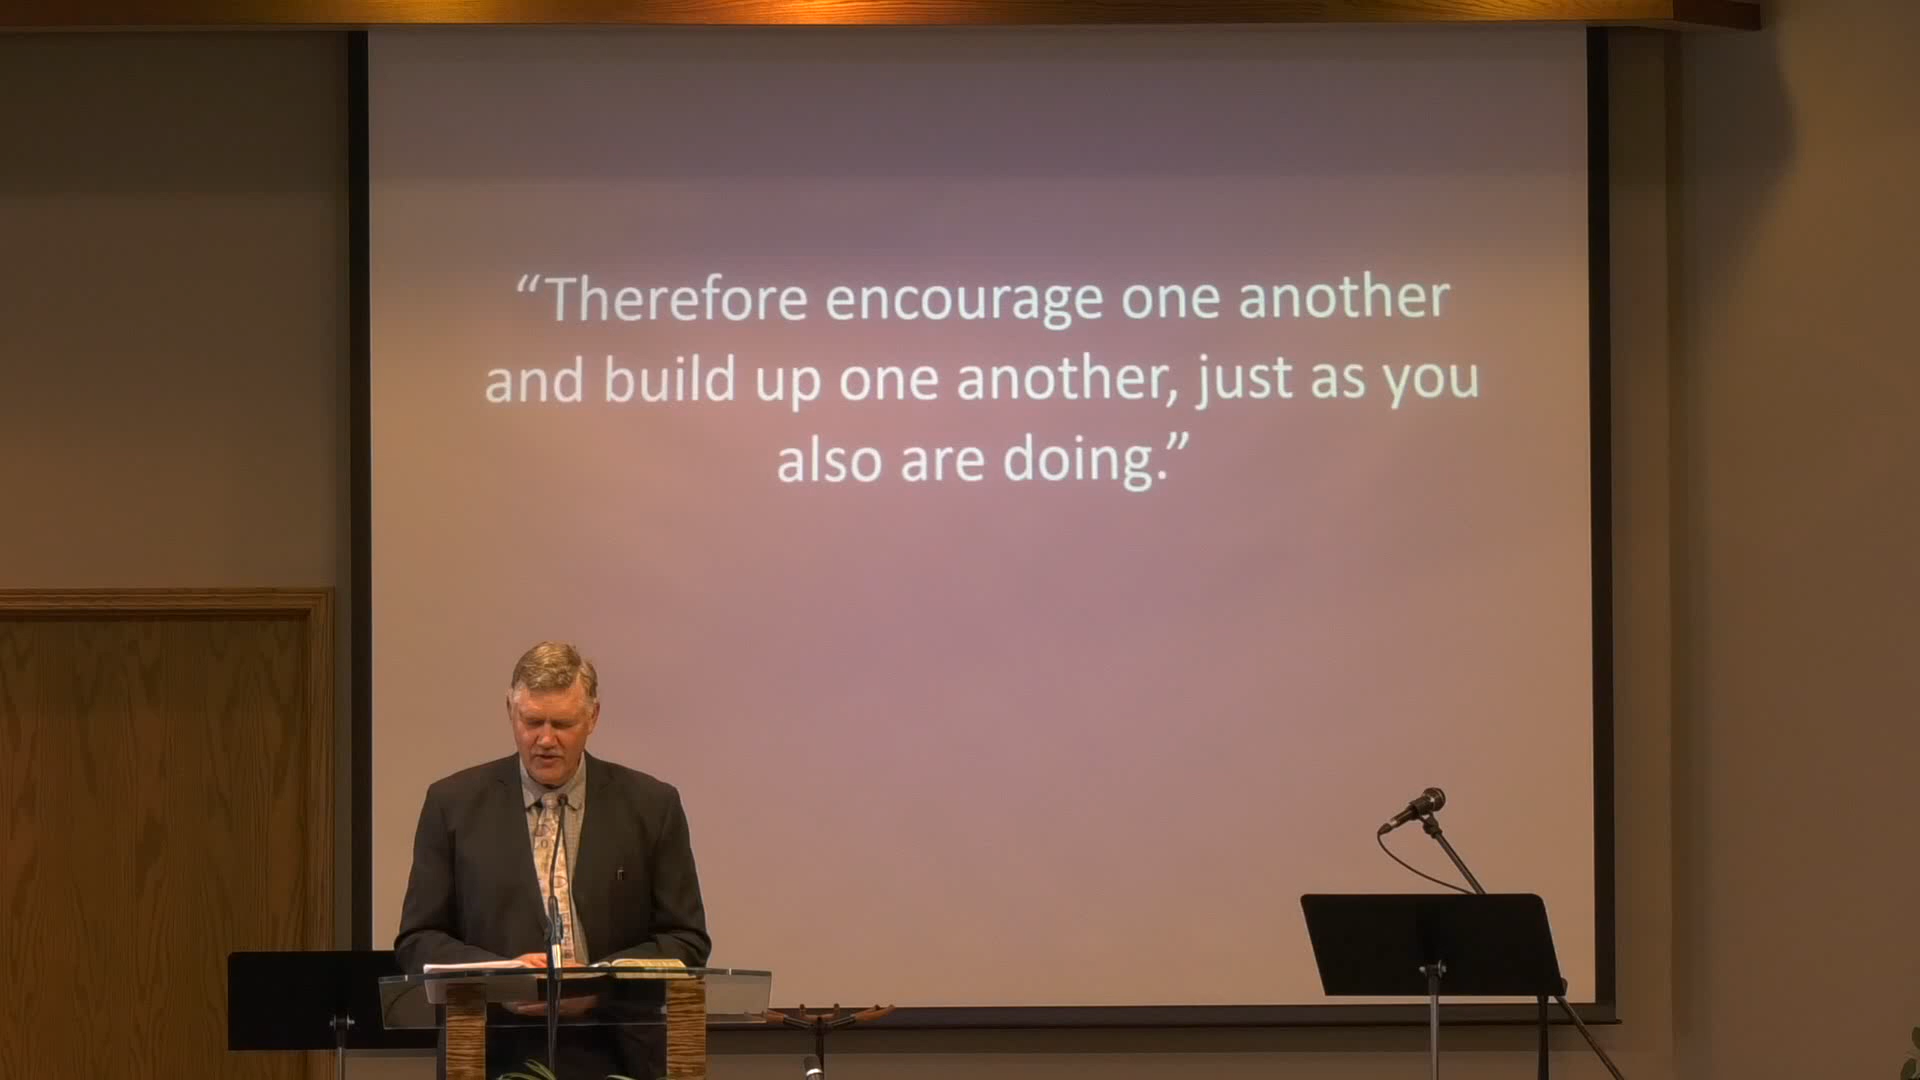 “Therefore encourage one another
and build up one another, just as you
also are doing.”